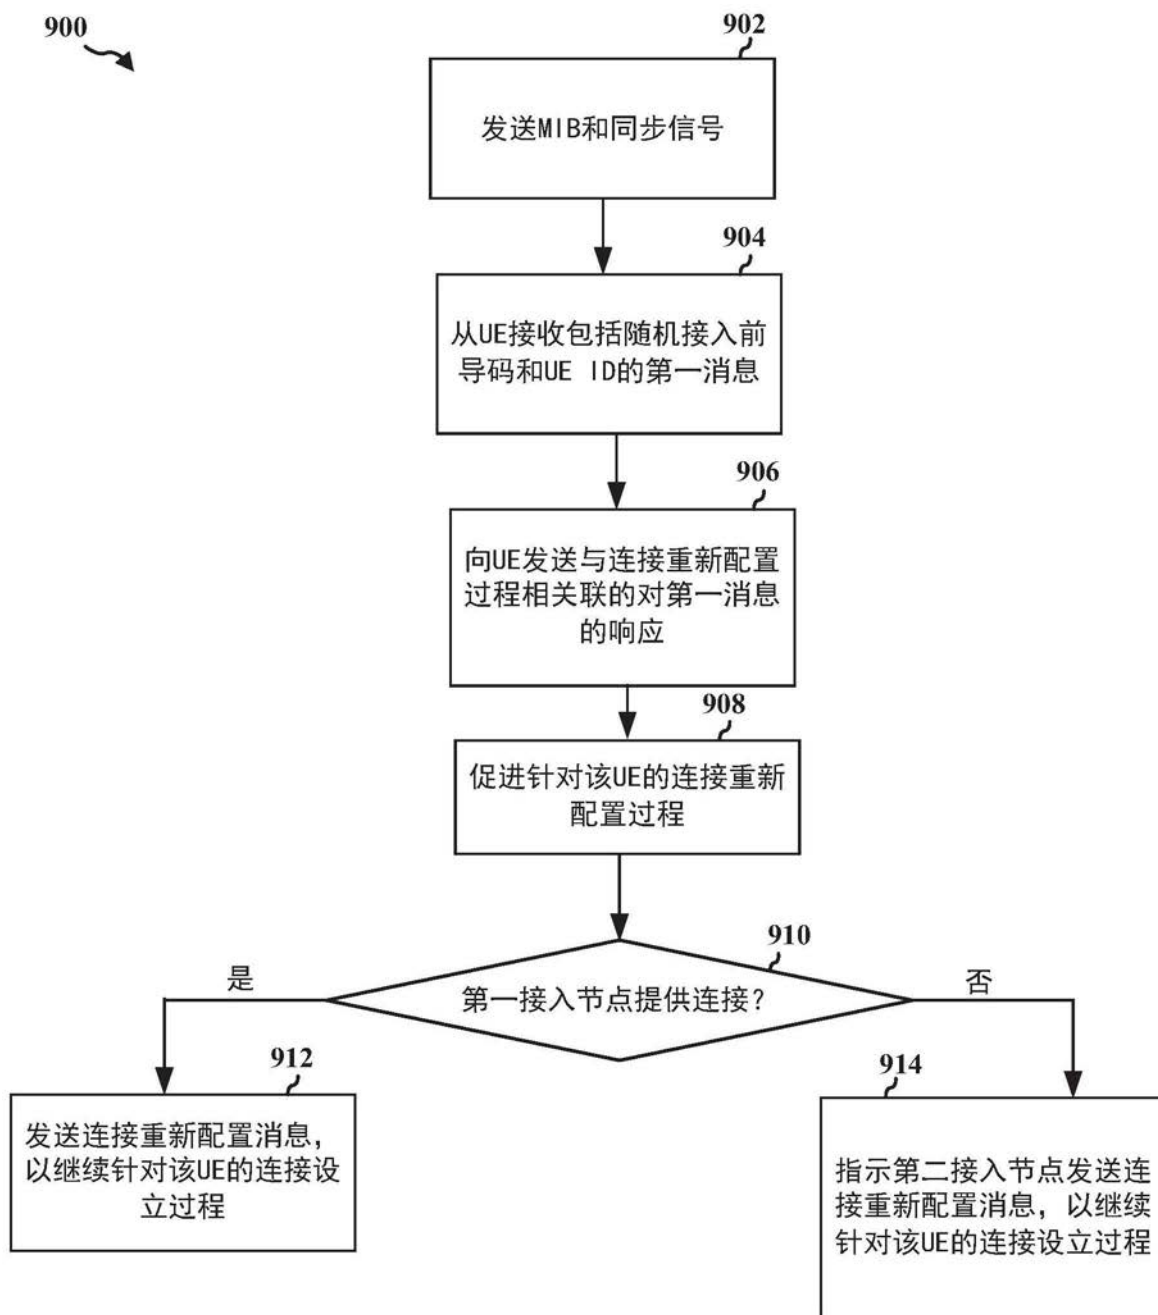 900
902
发送MIB和同步信号
904
从UE接收包括随机接入前
导码和UE ID的第一消息
906
向UE发送与连接重新配置
过程相关联的对第一消息
的响应
908
促进针对该UE的连接重新
配置过程
910
第一接入节点提供连接?
是
否
912
发送连接重新配置消息,
以继续针对该UE的连接设
立过程
914
指示第二接入节点发送连
接重新配置消息, 以继续
针对该UE的连接设立过程